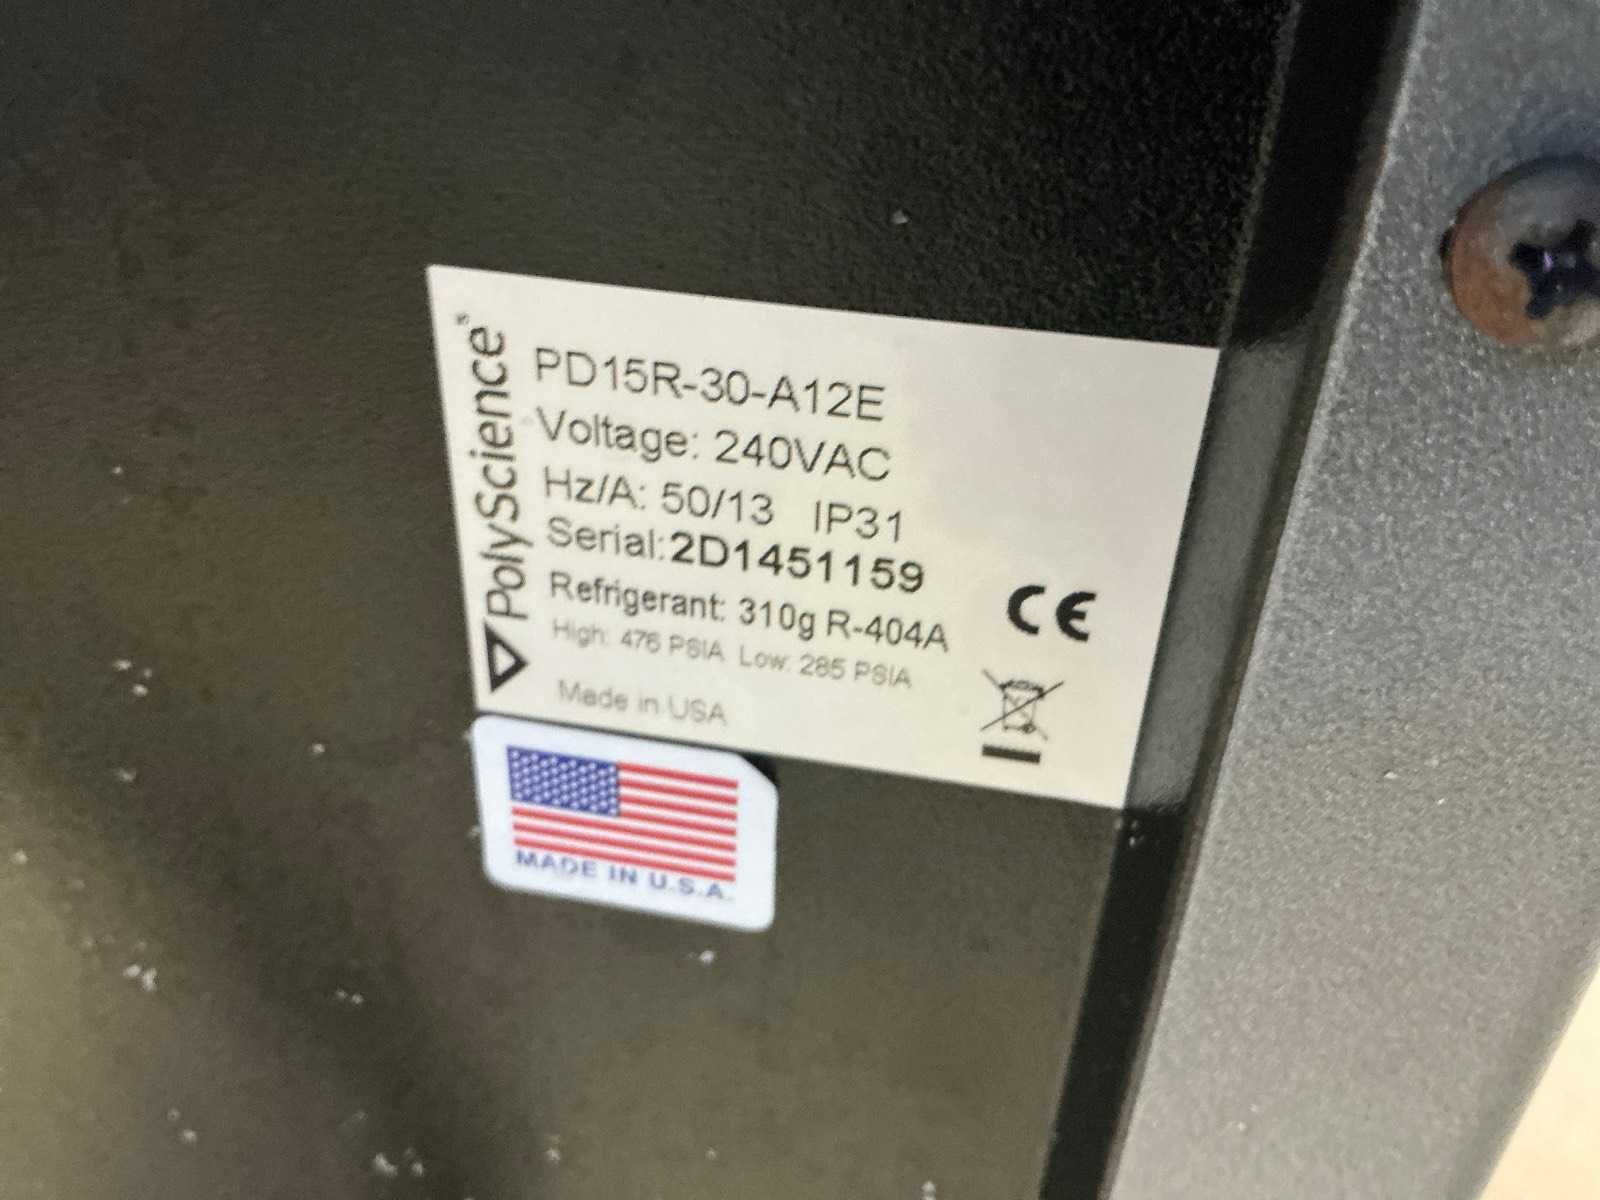 PolyScience®
PD15R-30-A12E
Voltage: 240VAC
Hz/A: 50/13 IP31
Serial: 2D1451159
Refrigerant: 310g R-404A
High: 476 PSIA Low: 285 PSIA
Made in USA
CE
MADE IN U.S.A.